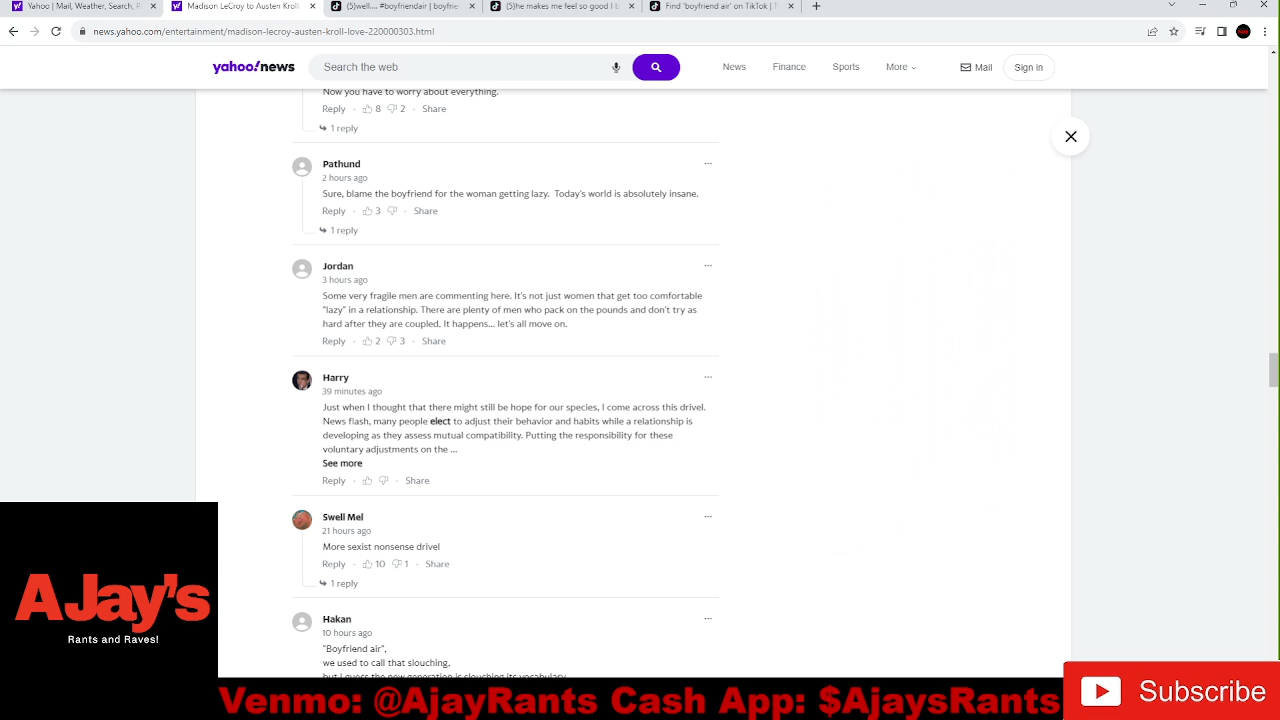 Yahoo | Mail, Weather, Search, P
Madison LeCroy to Austen Kroll
(5)well.... #boyfriendair | boyfrie
(5)he makes me feel so good I b
Find 'boyfriend air' on TikTok | T
news.yahoo.com/entertainment/madison-lecroy-austen-kroll-love-220000303.html
yahoo!news
Search the web
News
Finance
Sports
More
Mail
Sign in
Now you have to worry about everything.
Reply · 8 2 · Share
1 reply
Pathund
2 hours ago
Sure, blame the boyfriend for the woman getting lazy. Today's world is absolutely insane.
Reply · 3 · Share
1 reply
Jordan
3 hours ago
Some very fragile men are commenting here. It's not just women that get too comfortable
"lazy" in a relationship. There are plenty of men who pack on the pounds and don't try as
hard after they are coupled. It happens... let's all move on.
Reply · 2 3 · Share
Harry
39 minutes ago
Just when I thought that there might still be hope for our species, I come across this drivel.
News flash, many people elect to adjust their behavior and habits while a relationship is
developing as they assess mutual compatibility. Putting the responsibility for these
voluntary adjustments on the ...
See more
Reply · · Share
Swell Mel
21 hours ago
More sexist nonsense drivel
Reply · 10 1 · Share
1 reply
Hakan
10 hours ago
"Boyfriend air",
we used to call that slouching,
but I guess the new generation is slouching its vocabulary
AJay's
Rants and Raves!
Venmo: @AjayRants Cash App: $AjaysRants
Subscribe